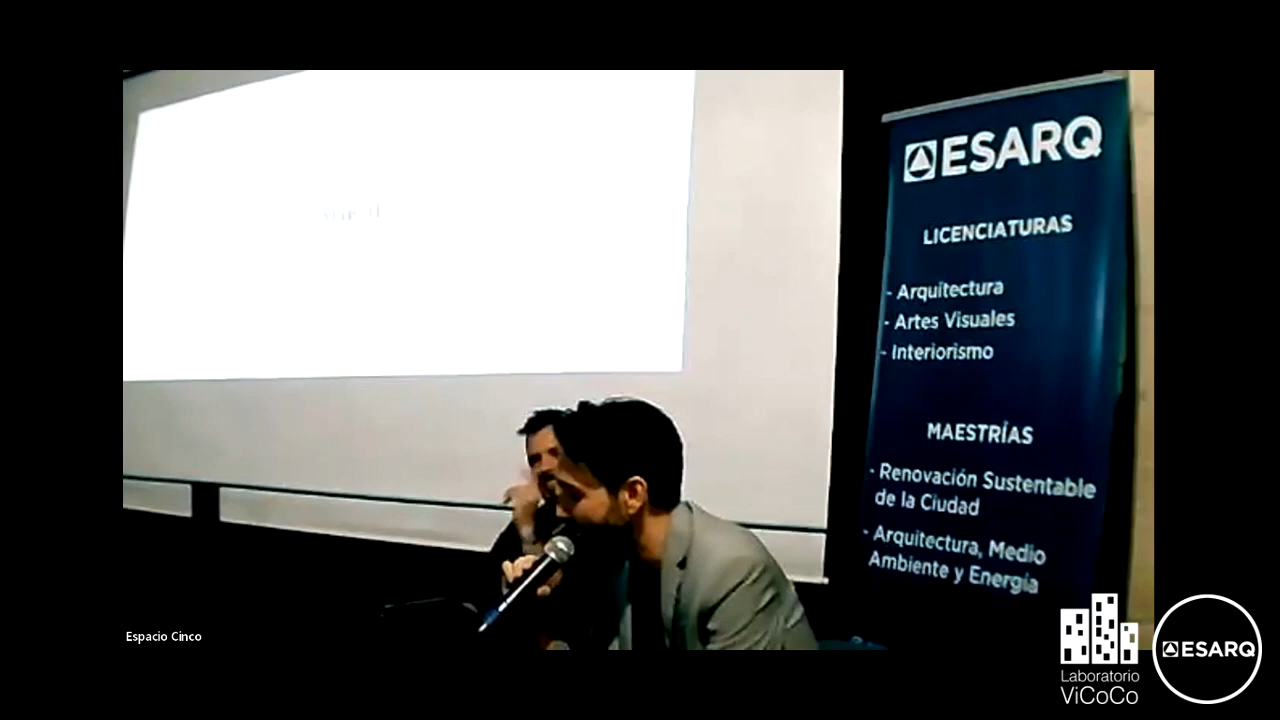 ESARQ
LICENCIATURAS
- Arquitectura
- Artes Visuales
- Interiorismo
MAESTRÍAS
- Renovación Sustentable
de la Ciudad
- Arquitectura, Medio
Ambiente y Energía
Espacio Cinco
Laboratorio
ViCoCo
ESARQ